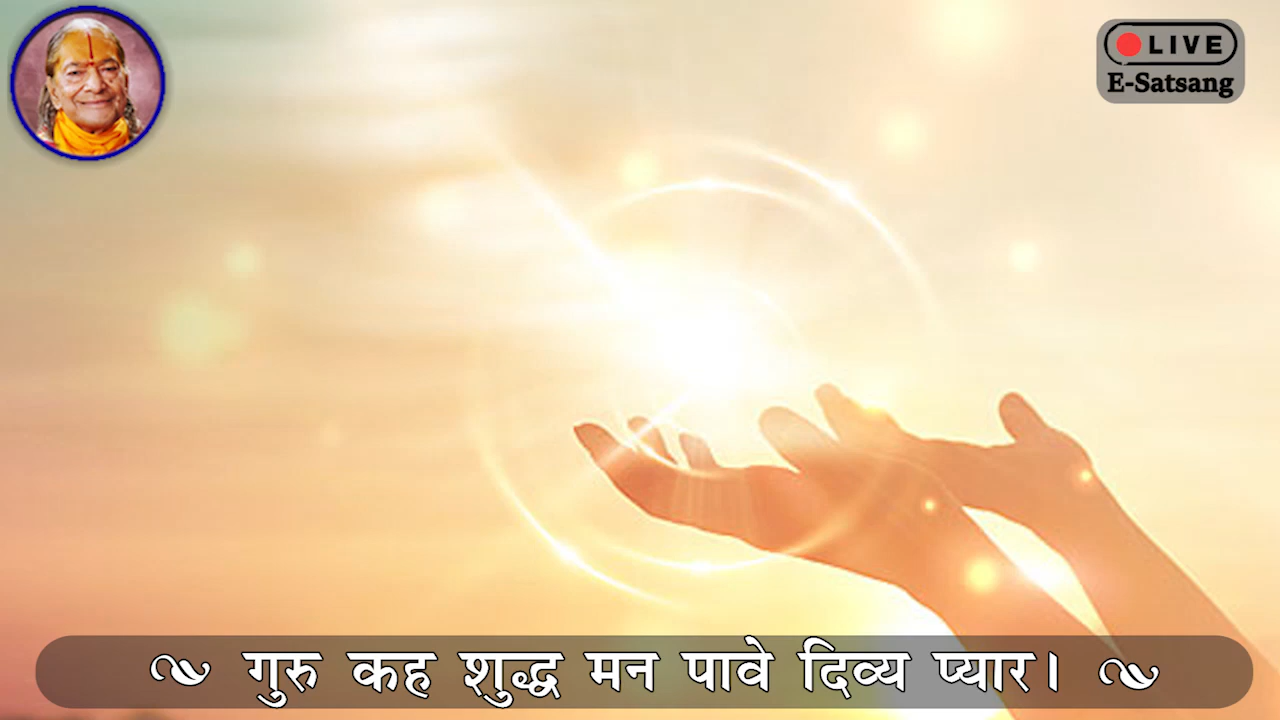 LIVE
E-Satsang
गुरु कह शुद्ध मन पावे दिव्य प्यार।